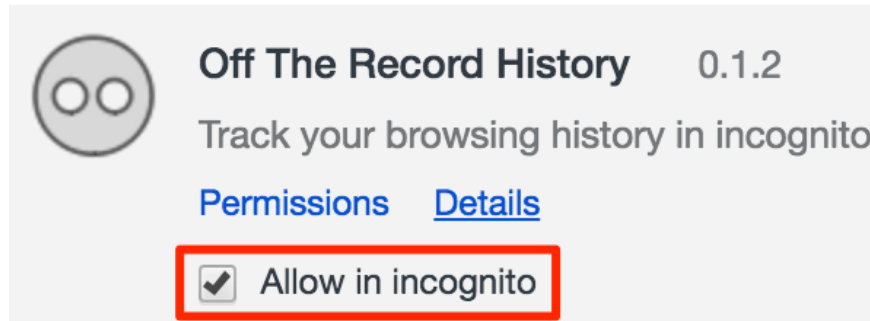 Off The Record History 0.1.2
Track your browsing history in incognito
Permissions Details
Allow in incognito